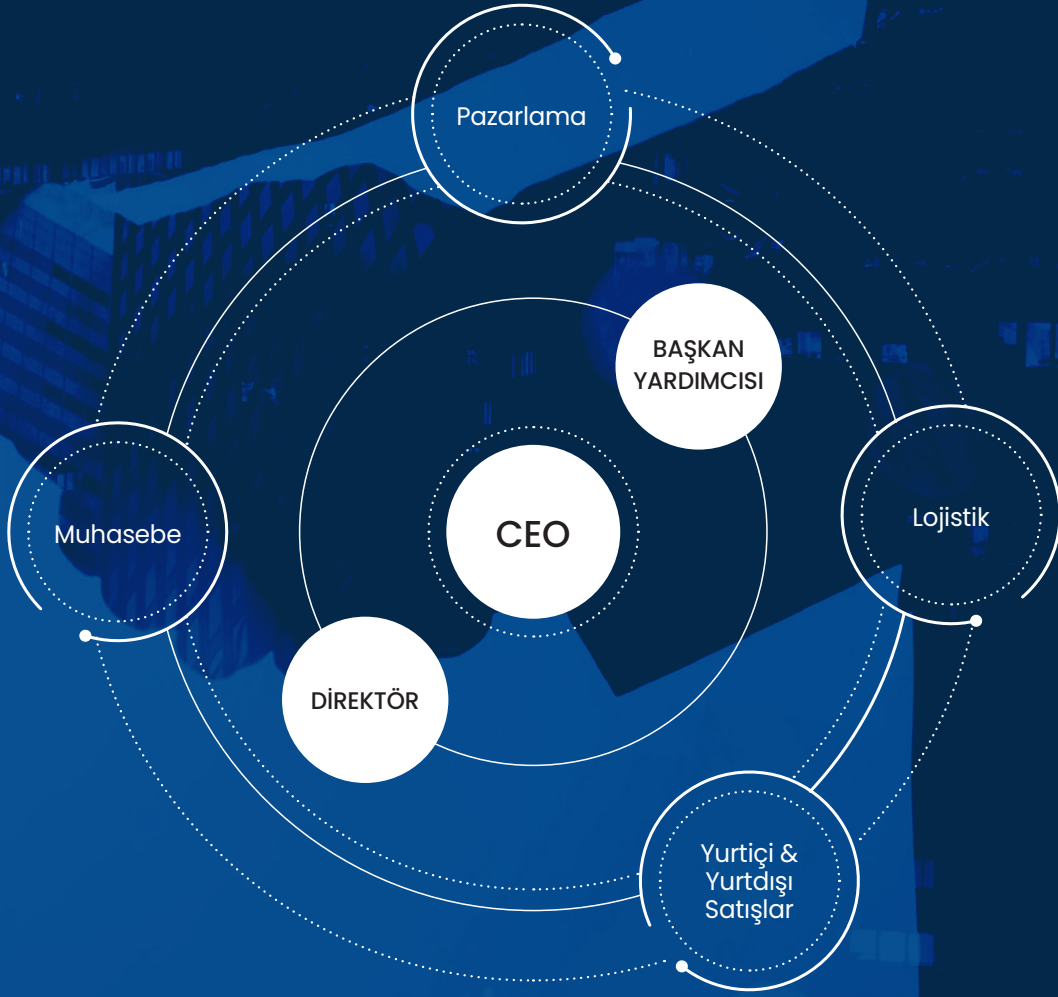 Pazarlama
BAŞKAN
YARDIMCISI
Lojistik
Muhasebe
CEO
DİREKTÖR
Yurtiçi &
Yurtdışı
Satışlar